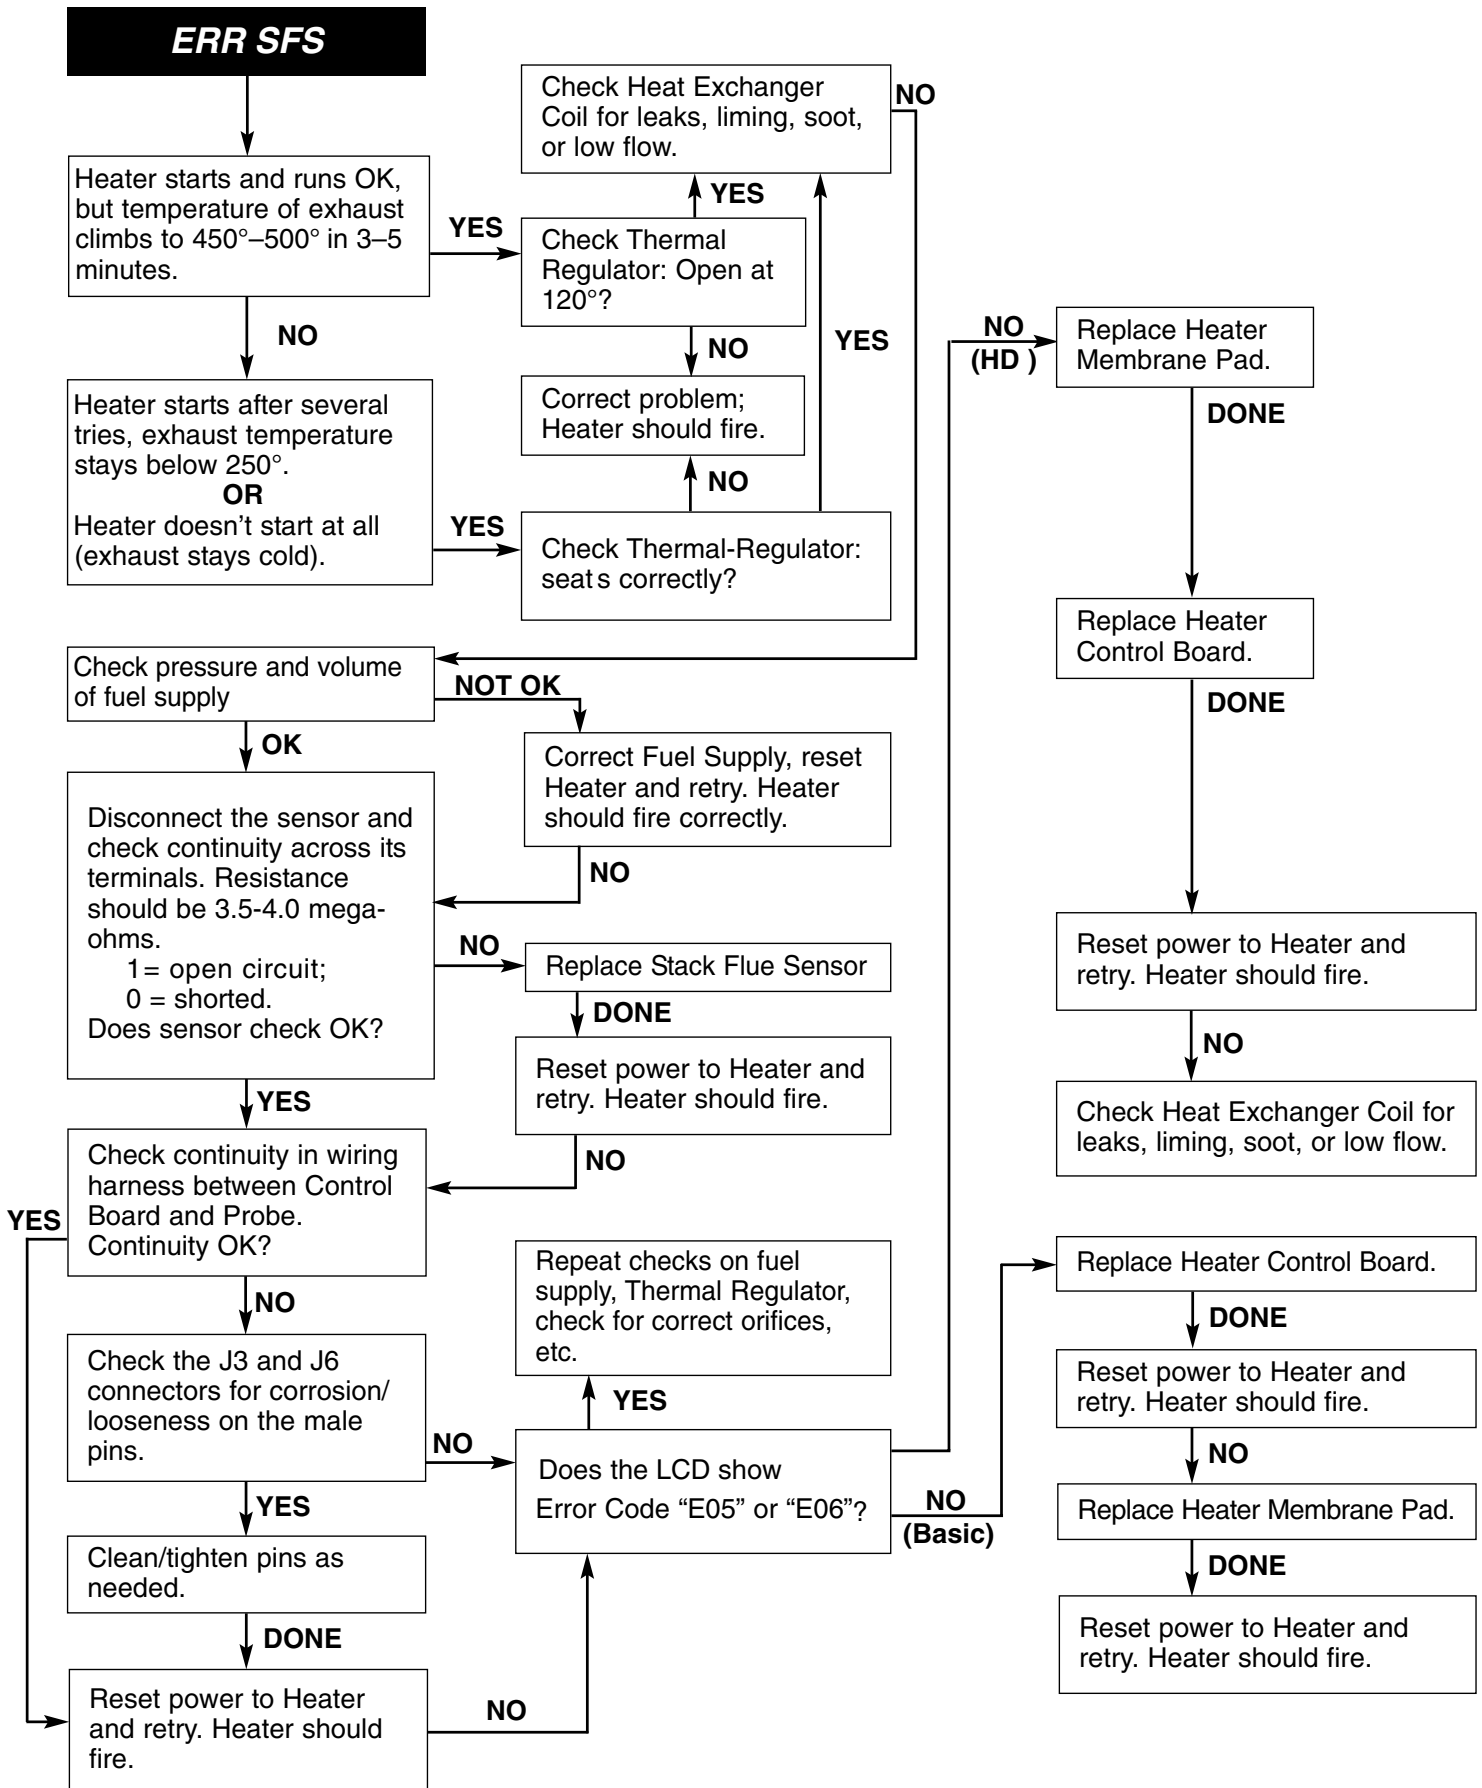 ERR SFS
Heater starts and runs OK,
but temperature of exhaust
climbs to 450°–500° in 3–5
minutes.
YES
NO
Check Heat Exchanger
Coil for leaks, liming, soot,
or low flow.
NO
YES
Check Thermal
Regulator: Open at
120°?
NO
YES
Correct problem;
Heater should fire.
NO
Heater starts after several
tries, exhaust temperature
stays below 250°.
OR
Heater doesn't start at all
(exhaust stays cold).
YES
Check Thermal-Regulator:
seats correctly?
Check pressure and volume
of fuel supply
NOT OK
OK
Correct Fuel Supply, reset
Heater and retry. Heater
should fire correctly.
NO
Disconnect the sensor and
check continuity across its
terminals. Resistance
should be 3.5-4.0 mega-
ohms.
1= open circuit;
0 = shorted.
Does sensor check OK?
NO
Replace Stack Flue Sensor
DONE
Reset power to Heater and
retry. Heater should fire.
NO
YES
Check continuity in wiring
harness between Control
Board and Probe.
Continuity OK?
YES
NO
Check the J3 and J6
connectors for corrosion/
looseness on the male
pins.
NO
YES
Clean/tighten pins as
needed.
DONE
Reset power to Heater
and retry. Heater should
fire.
NO
Repeat checks on fuel
supply, Thermal Regulator,
check for correct orifices,
etc.
YES
Does the LCD show
Error Code “E05” or “E06”?
NO
(HD )
NO
(Basic)
Replace Heater
Membrane Pad.
DONE
Replace Heater
Control Board.
DONE
Reset power to Heater and
retry. Heater should fire.
NO
Check Heat Exchanger Coil for
leaks, liming, soot, or low flow.
Replace Heater Control Board.
DONE
Reset power to Heater and
retry. Heater should fire.
NO
Replace Heater Membrane Pad.
DONE
Reset power to Heater and
retry. Heater should fire.